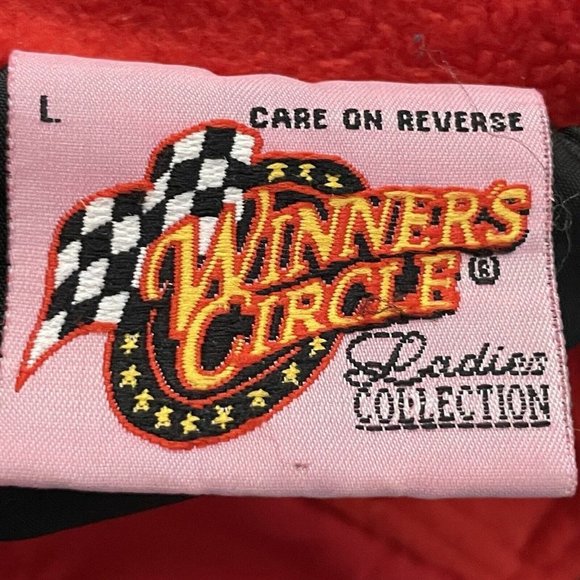 L
CARE ON REVERSE
WINNER'S
CIRCLE®
Ladies
COLLECTION